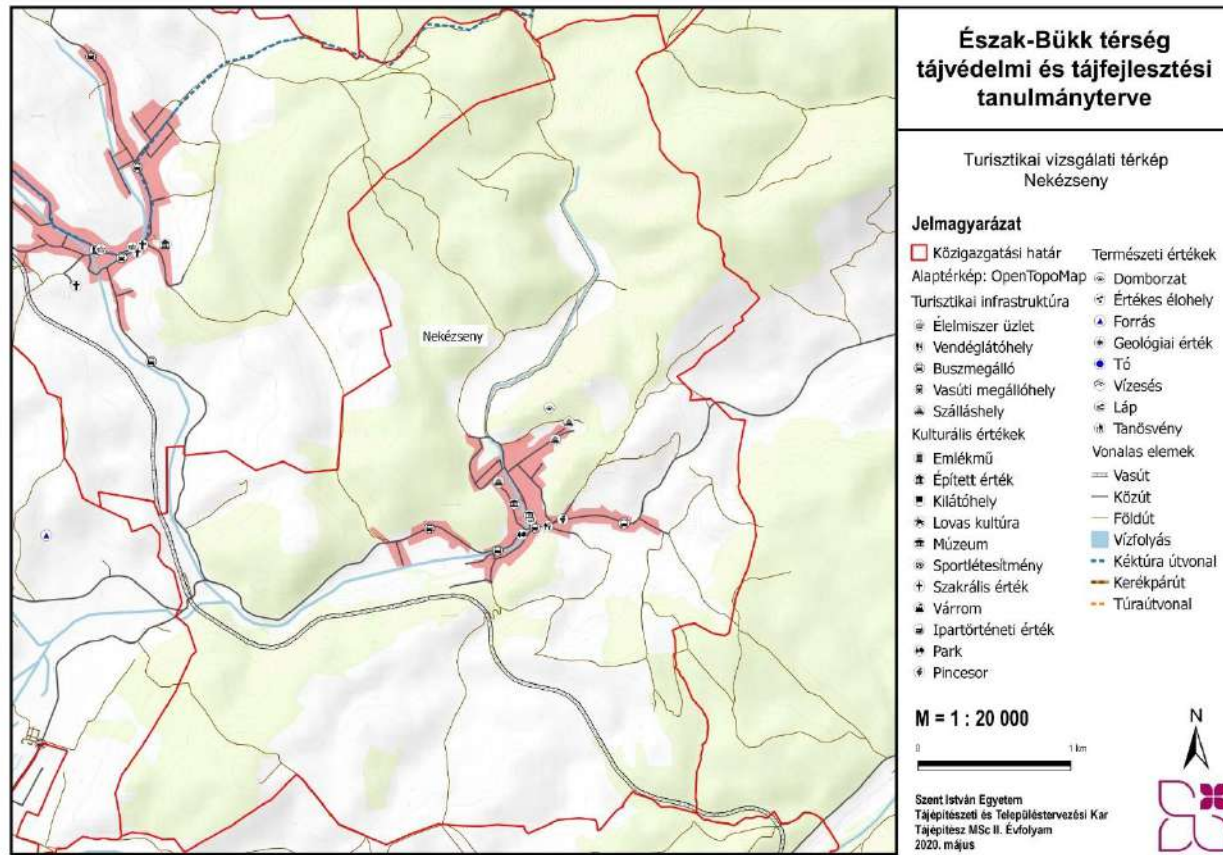 Észak-Bükk térség
tájvédelmi és tájfejlesztési
tanulmányterve
Turisztikai vizsgálati térkép
Nekézseny
Jelmagyarázat
Közigazgatási határ
Alaptérkép: OpenTopoMap
Turisztikai infrastruktúra
Élelmiszer üzlet
Vendéglátóhely
Buszmegálló
Vasúti megállóhely
Szálláshely
Kulturális értékek
Emlékmű
Épített érték
Kilátóhely
Lovas kultúra
Múzeum
Sportlétesítmény
Szakrális érték
Várrom
Ipartörténeti érték
Park
Pincesor
Természeti értékek
Domborzat
Értékes élohely
Forrás
Geológiai érték
Tó
Vízesés
Láp
Tanösvény
Vonalas elemek
Vasút
Közút
Földút
Vízfolyás
Kéktúra útvonal
Kerékpárút
Túraútvonal
M = 1 : 20 000
0 1 km
N
Szent István Egyetem
Tájépítészeti és Településtervezési Kar
Tájépítész MSc II. Évfolyam
2020. május
Nekézseny